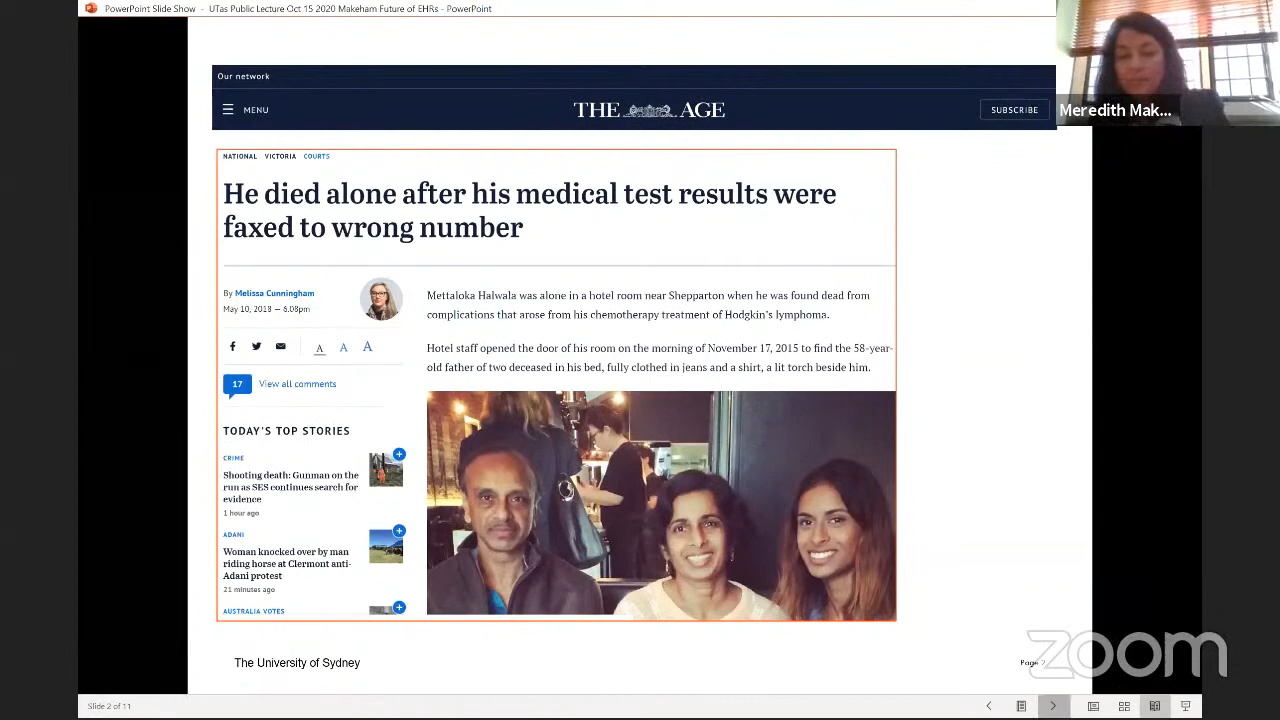 PowerPoint Slide Show - UTas Public Lecture Oct 15 2020 Makeham Future of EHRs - PowerPoint
Our network
MENU
THE AGE
SUBSCRIBE
Meredith Mak...
NATIONAL VICTORIA COURTS
He died alone after his medical test results were
faxed to wrong number
By Melissa Cunningham
May 10, 2018 — 6.08pm
A A A
17 View all comments
Mettaloka Halwala was alone in a hotel room near Shepparton when he was found dead from
complications that arose from his chemotherapy treatment of Hodgkin's lymphoma.
Hotel staff opened the door of his room on the morning of November 17, 2015 to find the 58-year-
old father of two deceased in his bed, fully clothed in jeans and a shirt, a lit torch beside him.
TODAY'S TOP STORIES
CRIME
Shooting death: Gunman on the
run as SES continues search for
evidence
1 hour ago
ADANI
Woman knocked over by man
riding horse at Clermont anti-
Adani protest
21 minutes ago
AUSTRALIA VOTES
The University of Sydney
Page 2
zoom
Slide 2 of 11